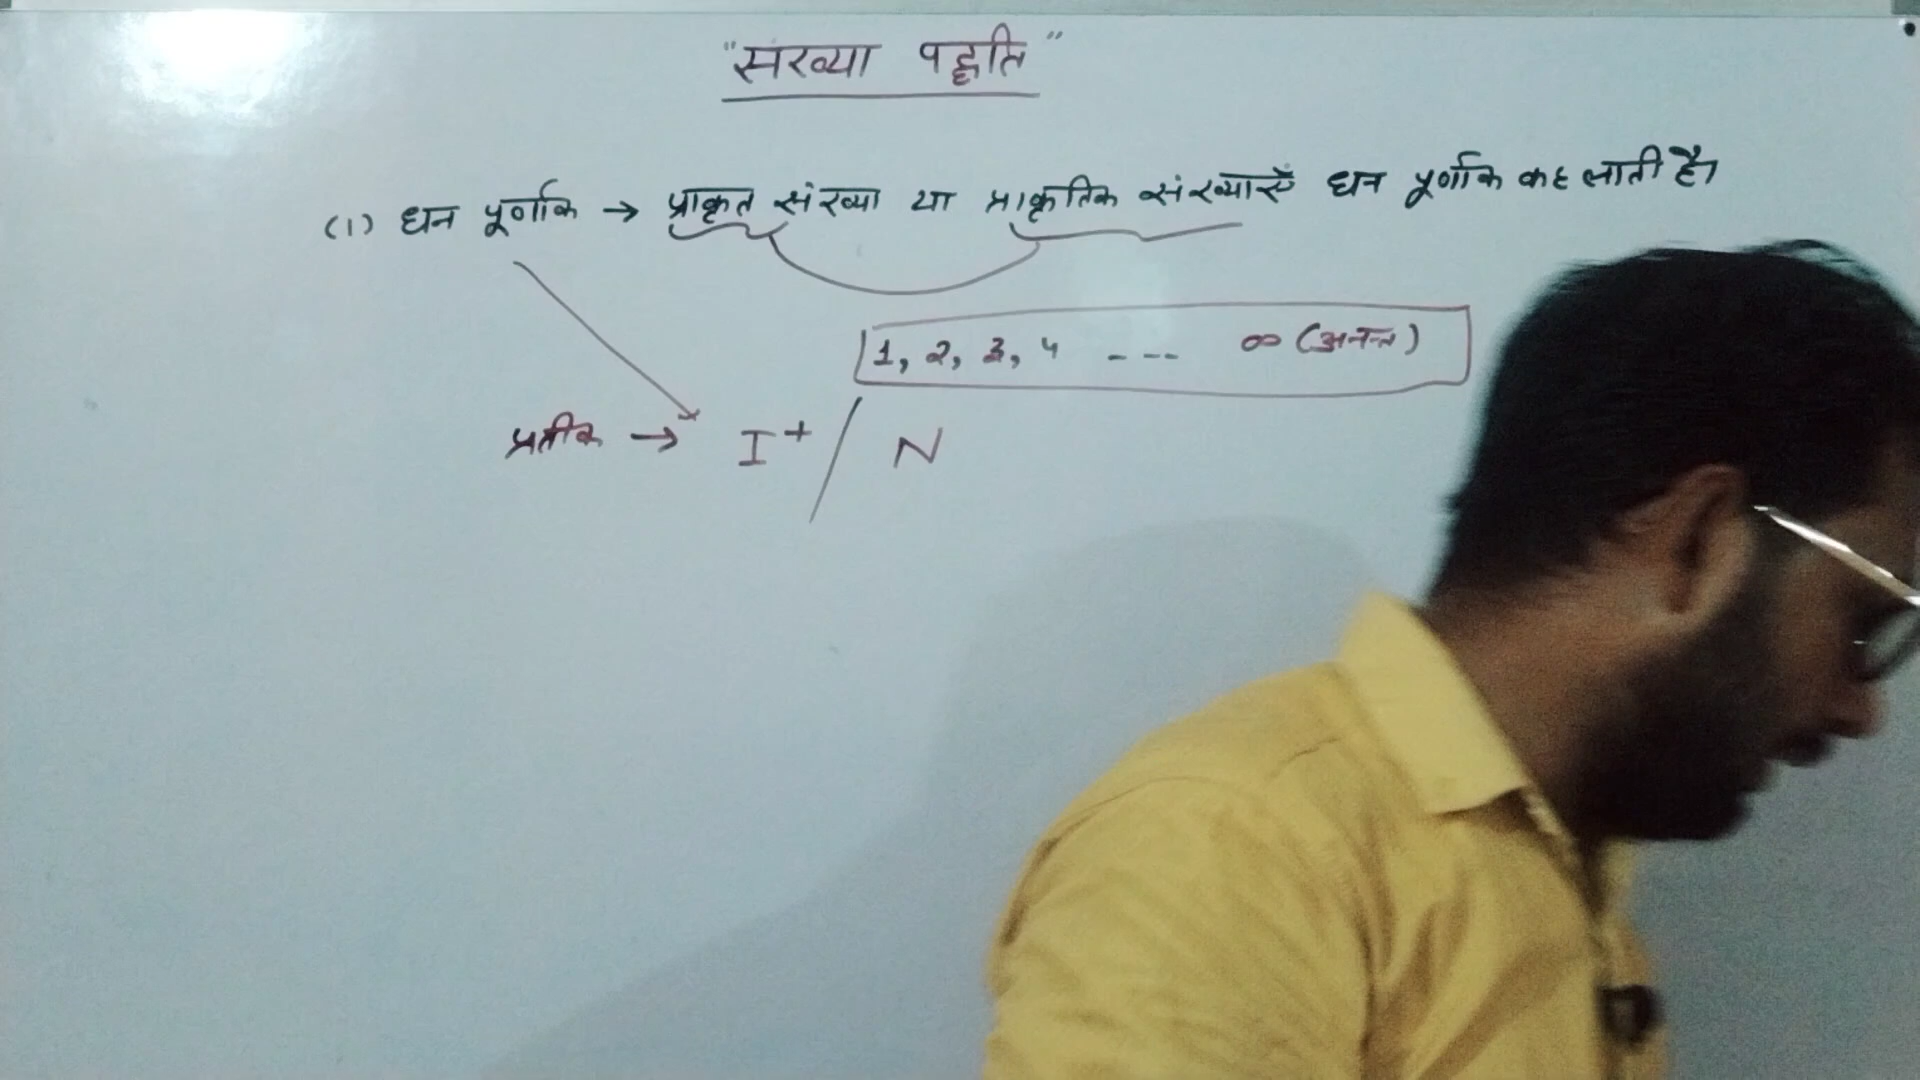 "संख्या पद्धति"
(1) धन पूर्णांक → प्राकृत संख्या या प्राकृतिक संख्याएँ धन पूर्णांक कहलाती है।
1, 2, 3, 4 --- ∞ (अनन्त)
प्रतीक → I⁺ / N